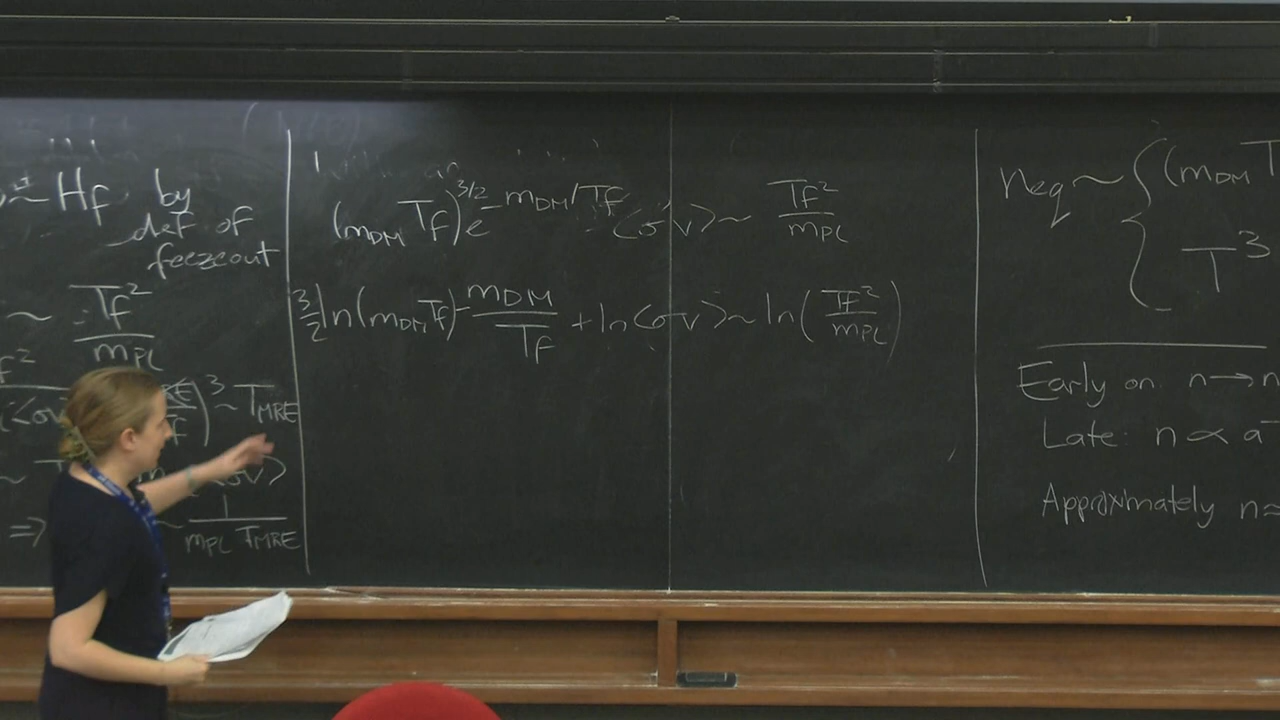 ~ Hf by
def of
feezeout
~ Tf²/mPL
)³ ~ TMRE
⟨σv⟩
=> ~ 1/(mPL TMRE)
(mDM Tf)^3/2 e^-mDM/Tf ⟨σv⟩ ~ Tf²/mPL
3/2 ln(mDM Tf) - mDM/Tf + ln⟨σv⟩ ~ ln(Tf²/mPL)
neq ~ { (mDM T
T³
Early on: n → n
Late: n ∝ a⁻
Approximately n ≈